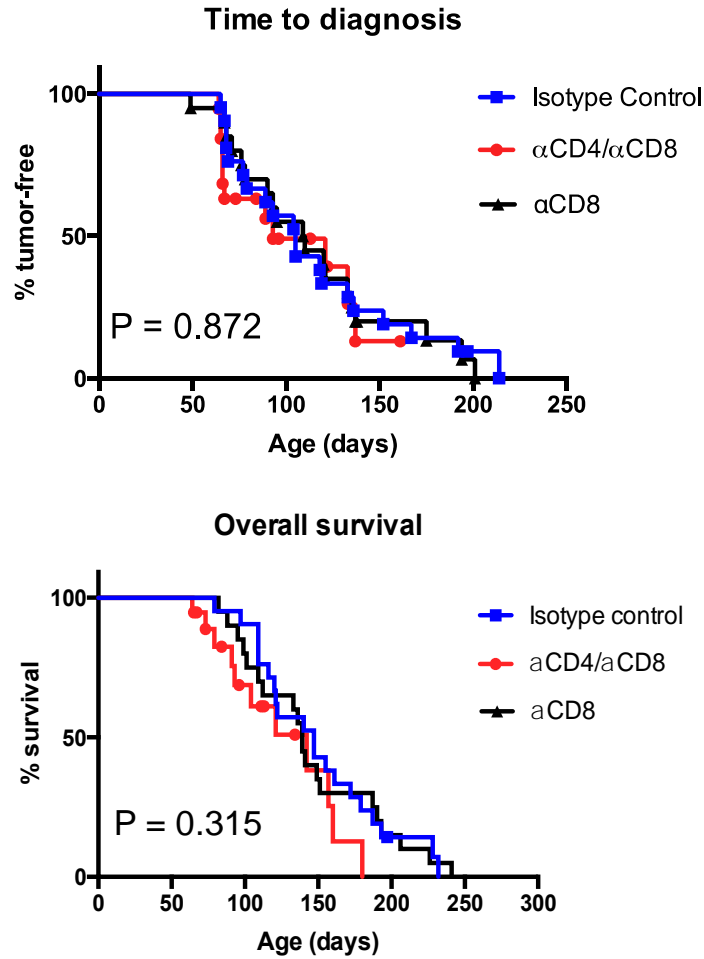 Time to diagnosis
% tumor-free
100
50
0
0 50 100 150 200 250
Age (days)
P = 0.872
Isotype Control
αCD4/αCD8
αCD8
Overall survival
% survival
100
50
0
0 50 100 150 200 250 300
Age (days)
P = 0.315
Isotype control
aCD4/aCD8
aCD8